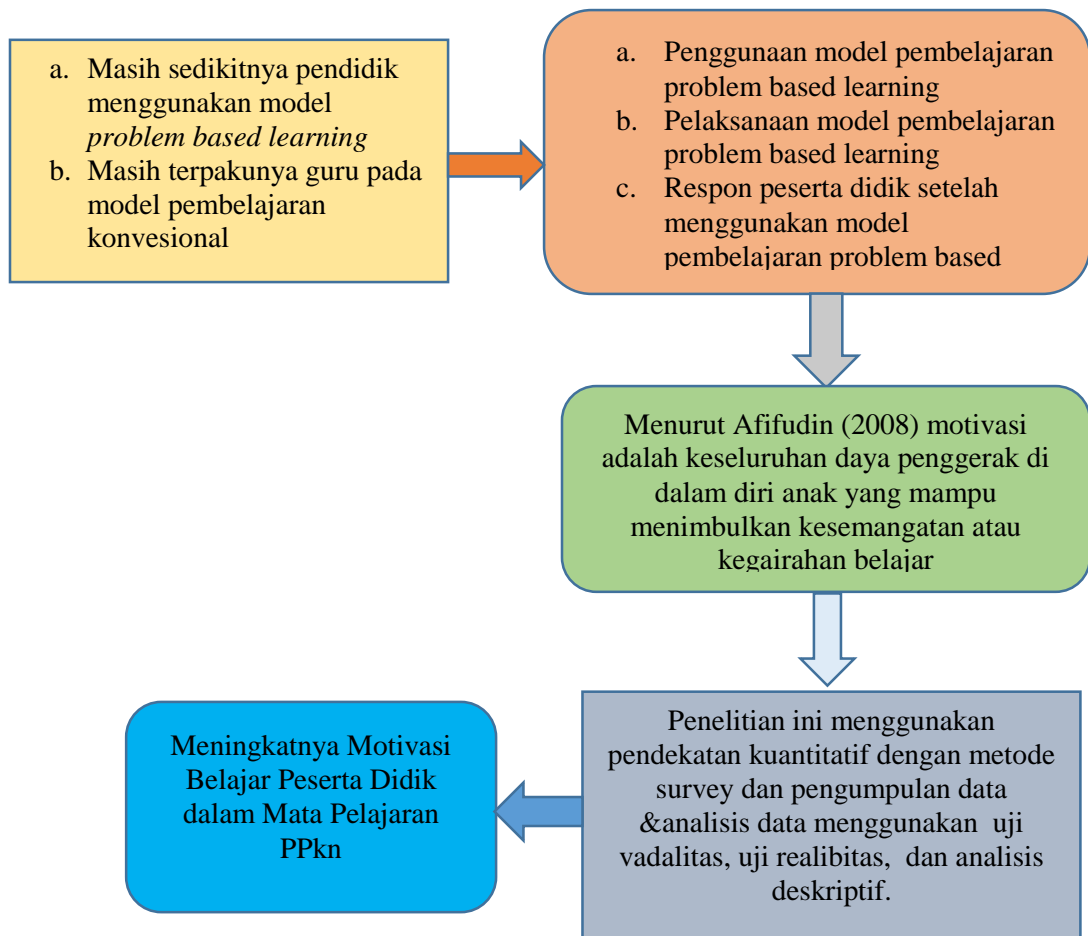 a. Masih sedikitnya pendidik
menggunakan model
problem based learning
b. Masih terpakunya guru pada
model pembelajaran
konvesional
a. Penggunaan model pembelajaran
problem based learning
b. Pelaksanaan model pembelajaran
problem based learning
c. Respon peserta didik setelah
menggunakan model
pembelajaran problem based
Menurut Afifudin (2008) motivasi
adalah keseluruhan daya penggerak di
dalam diri anak yang mampu
menimbulkan kesemangatan atau
kegairahan belajar
Penelitian ini menggunakan
pendekatan kuantitatif dengan metode
survey dan pengumpulan data
&analisis data menggunakan uji
vadalitas, uji realibitas, dan analisis
deskriptif.
Meningkatnya Motivasi
Belajar Peserta Didik
dalam Mata Pelajaran
PPkn